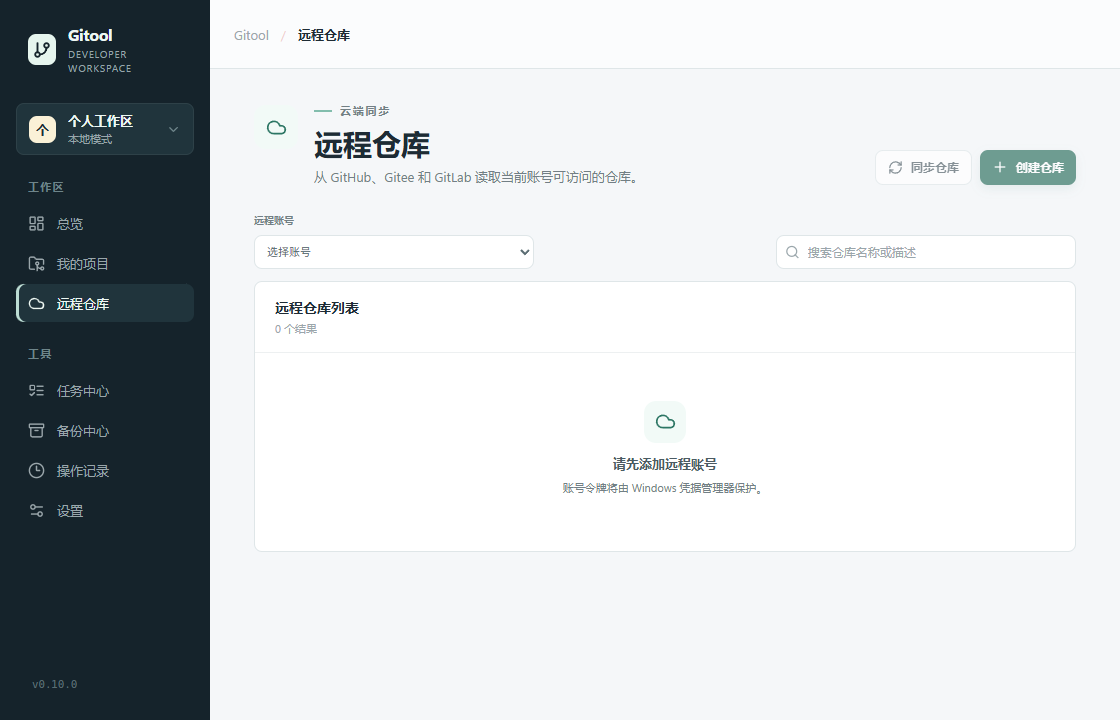 Gitool
DEVELOPER
WORKSPACE
个
个人工作区
本地模式
工作区
总览
我的项目
远程仓库
工具
任务中心
备份中心
操作记录
设置
v0.10.0
Gitool / 远程仓库
云端同步
远程仓库
从 GitHub、Gitee 和 GitLab 读取当前账号可访问的仓库。
同步仓库
创建仓库
远程账号
选择账号
搜索仓库名称或描述
远程仓库列表
0 个结果
请先添加远程账号
账号令牌将由 Windows 凭据管理器保护。